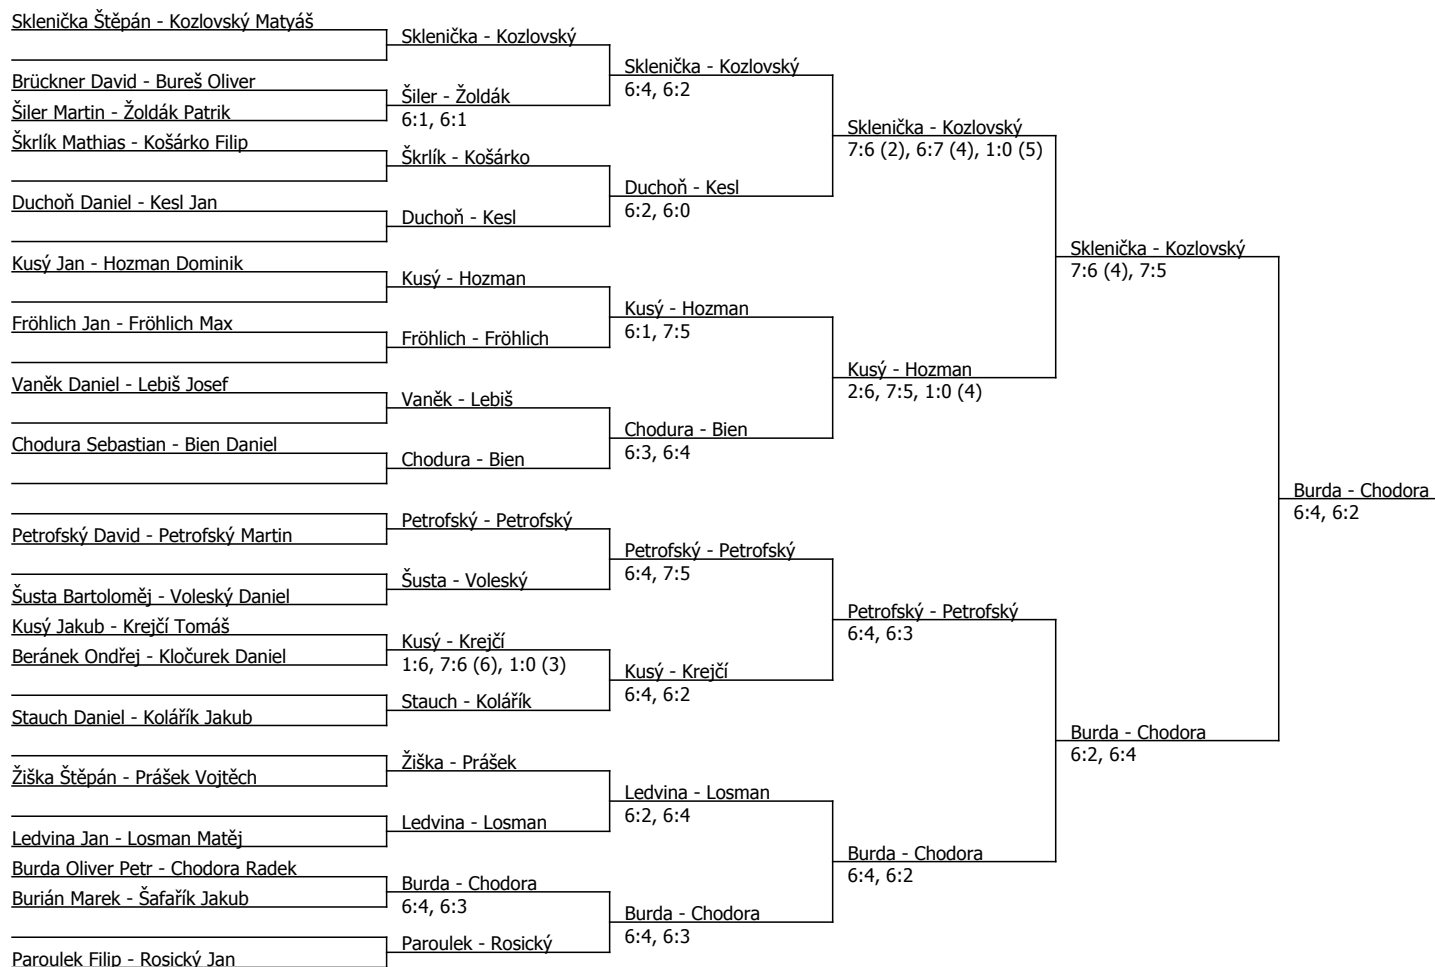 Sklenička Štěpán - Kozlovský Matyáš
Brückner David - Bureš Oliver
Šiler Martin - Žoldák Patrik
Škrlík Mathias - Košárko Filip
Duchoň Daniel - Kesl Jan
Kusý Jan - Hozman Dominik
Fröhlich Jan - Fröhlich Max
Vaněk Daniel - Lebiš Josef
Chodura Sebastian - Bien Daniel
Petrofský David - Petrofský Martin
Šusta Bartoloměj - Voleský Daniel
Kusý Jakub - Krejčí Tomáš
Beránek Ondřej - Kločurek Daniel
Stauch Daniel - Kolářík Jakub
Žiška Štěpán - Prášek Vojtěch
Ledvina Jan - Losman Matěj
Burda Oliver Petr - Chodora Radek
Burián Marek - Šafařík Jakub
Paroulek Filip - Rosický Jan
Sklenička - Kozlovský
Šiler - Žoldák
6:1, 6:1
Škrlík - Košárko
Duchoň - Kesl
Kusý - Hozman
Fröhlich - Fröhlich
Vaněk - Lebiš
Chodura - Bien
Petrofský - Petrofský
Šusta - Voleský
Kusý - Krejčí
1:6, 7:6 (6), 1:0 (3)
Stauch - Kolářík
Žiška - Prášek
Ledvina - Losman
Burda - Chodora
6:4, 6:3
Paroulek - Rosický
Sklenička - Kozlovský
6:4, 6:2
Duchoň - Kesl
6:2, 6:0
Kusý - Hozman
6:1, 7:5
Chodura - Bien
6:3, 6:4
Petrofský - Petrofský
6:4, 7:5
Kusý - Krejčí
6:4, 6:2
Ledvina - Losman
6:2, 6:4
Burda - Chodora
6:4, 6:3
Sklenička - Kozlovský
7:6 (2), 6:7 (4), 1:0 (5)
Kusý - Hozman
2:6, 7:5, 1:0 (4)
Petrofský - Petrofský
6:4, 6:3
Burda - Chodora
6:4, 6:2
Sklenička - Kozlovský
7:6 (4), 7:5
Burda - Chodora
6:2, 6:4
Burda - Chodora
6:4, 6:2